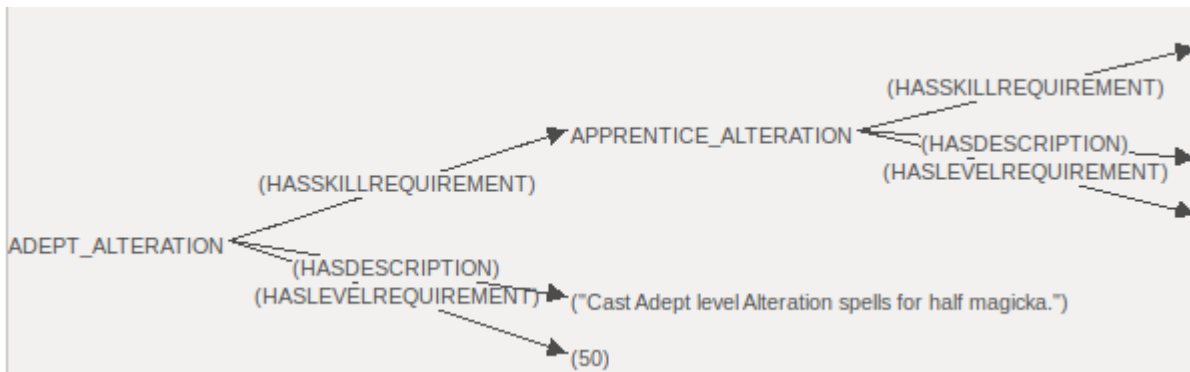 (HASSKILLREQUIREMENT)
APPRENTICE_ALTERATION
(HASDESCRIPTION)
(HASLEVELREQUIREMENT)
(HASSKILLREQUIREMENT)
ADEPT_ALTERATION
(HASDESCRIPTION)
(HASLEVELREQUIREMENT)
("Cast Adept level Alteration spells for half magicka.")
(50)